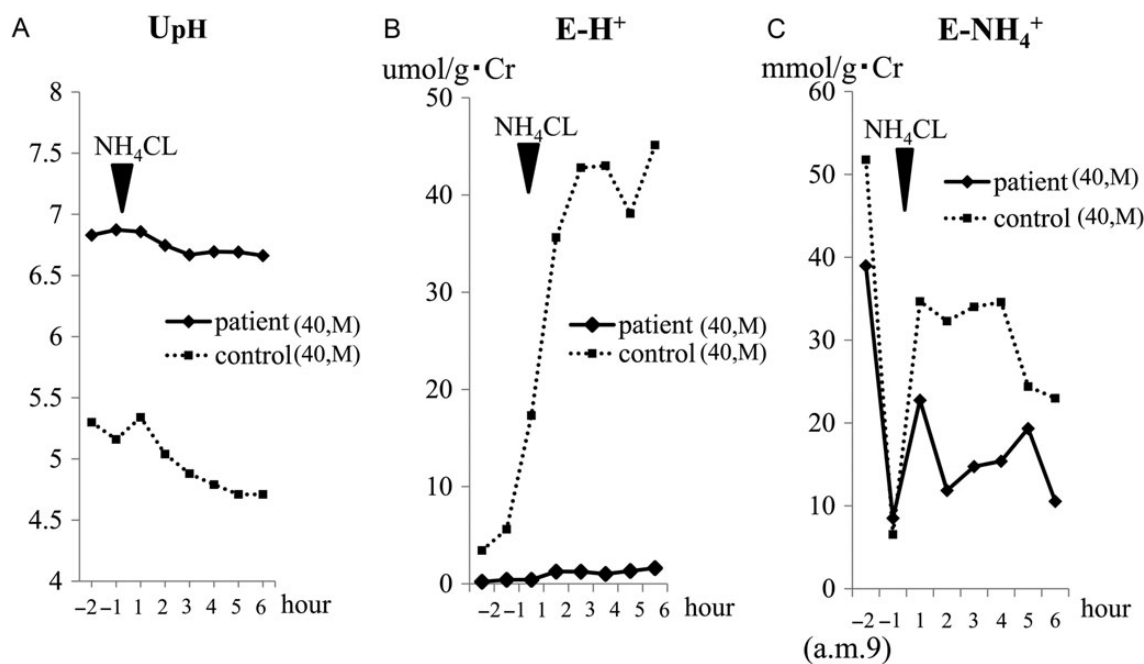 A
UpH
8
7.5
7
6.5
6
5.5
5
4.5
4
NH₄CL
patient (40,M)
control (40,M)
−2 −1 1 2 3 4 5 6 hour
B
E-H⁺
umol/g·Cr
50
40
30
20
10
0
NH₄CL
patient (40,M)
control (40,M)
−2 −1 1 2 3 4 5 6 hour
C
E-NH₄⁺
mmol/g·Cr
60
50
40
30
20
10
0
NH₄CL
patient (40,M)
control (40,M)
−2 −1 1 2 3 4 5 6 hour
(a.m.9)